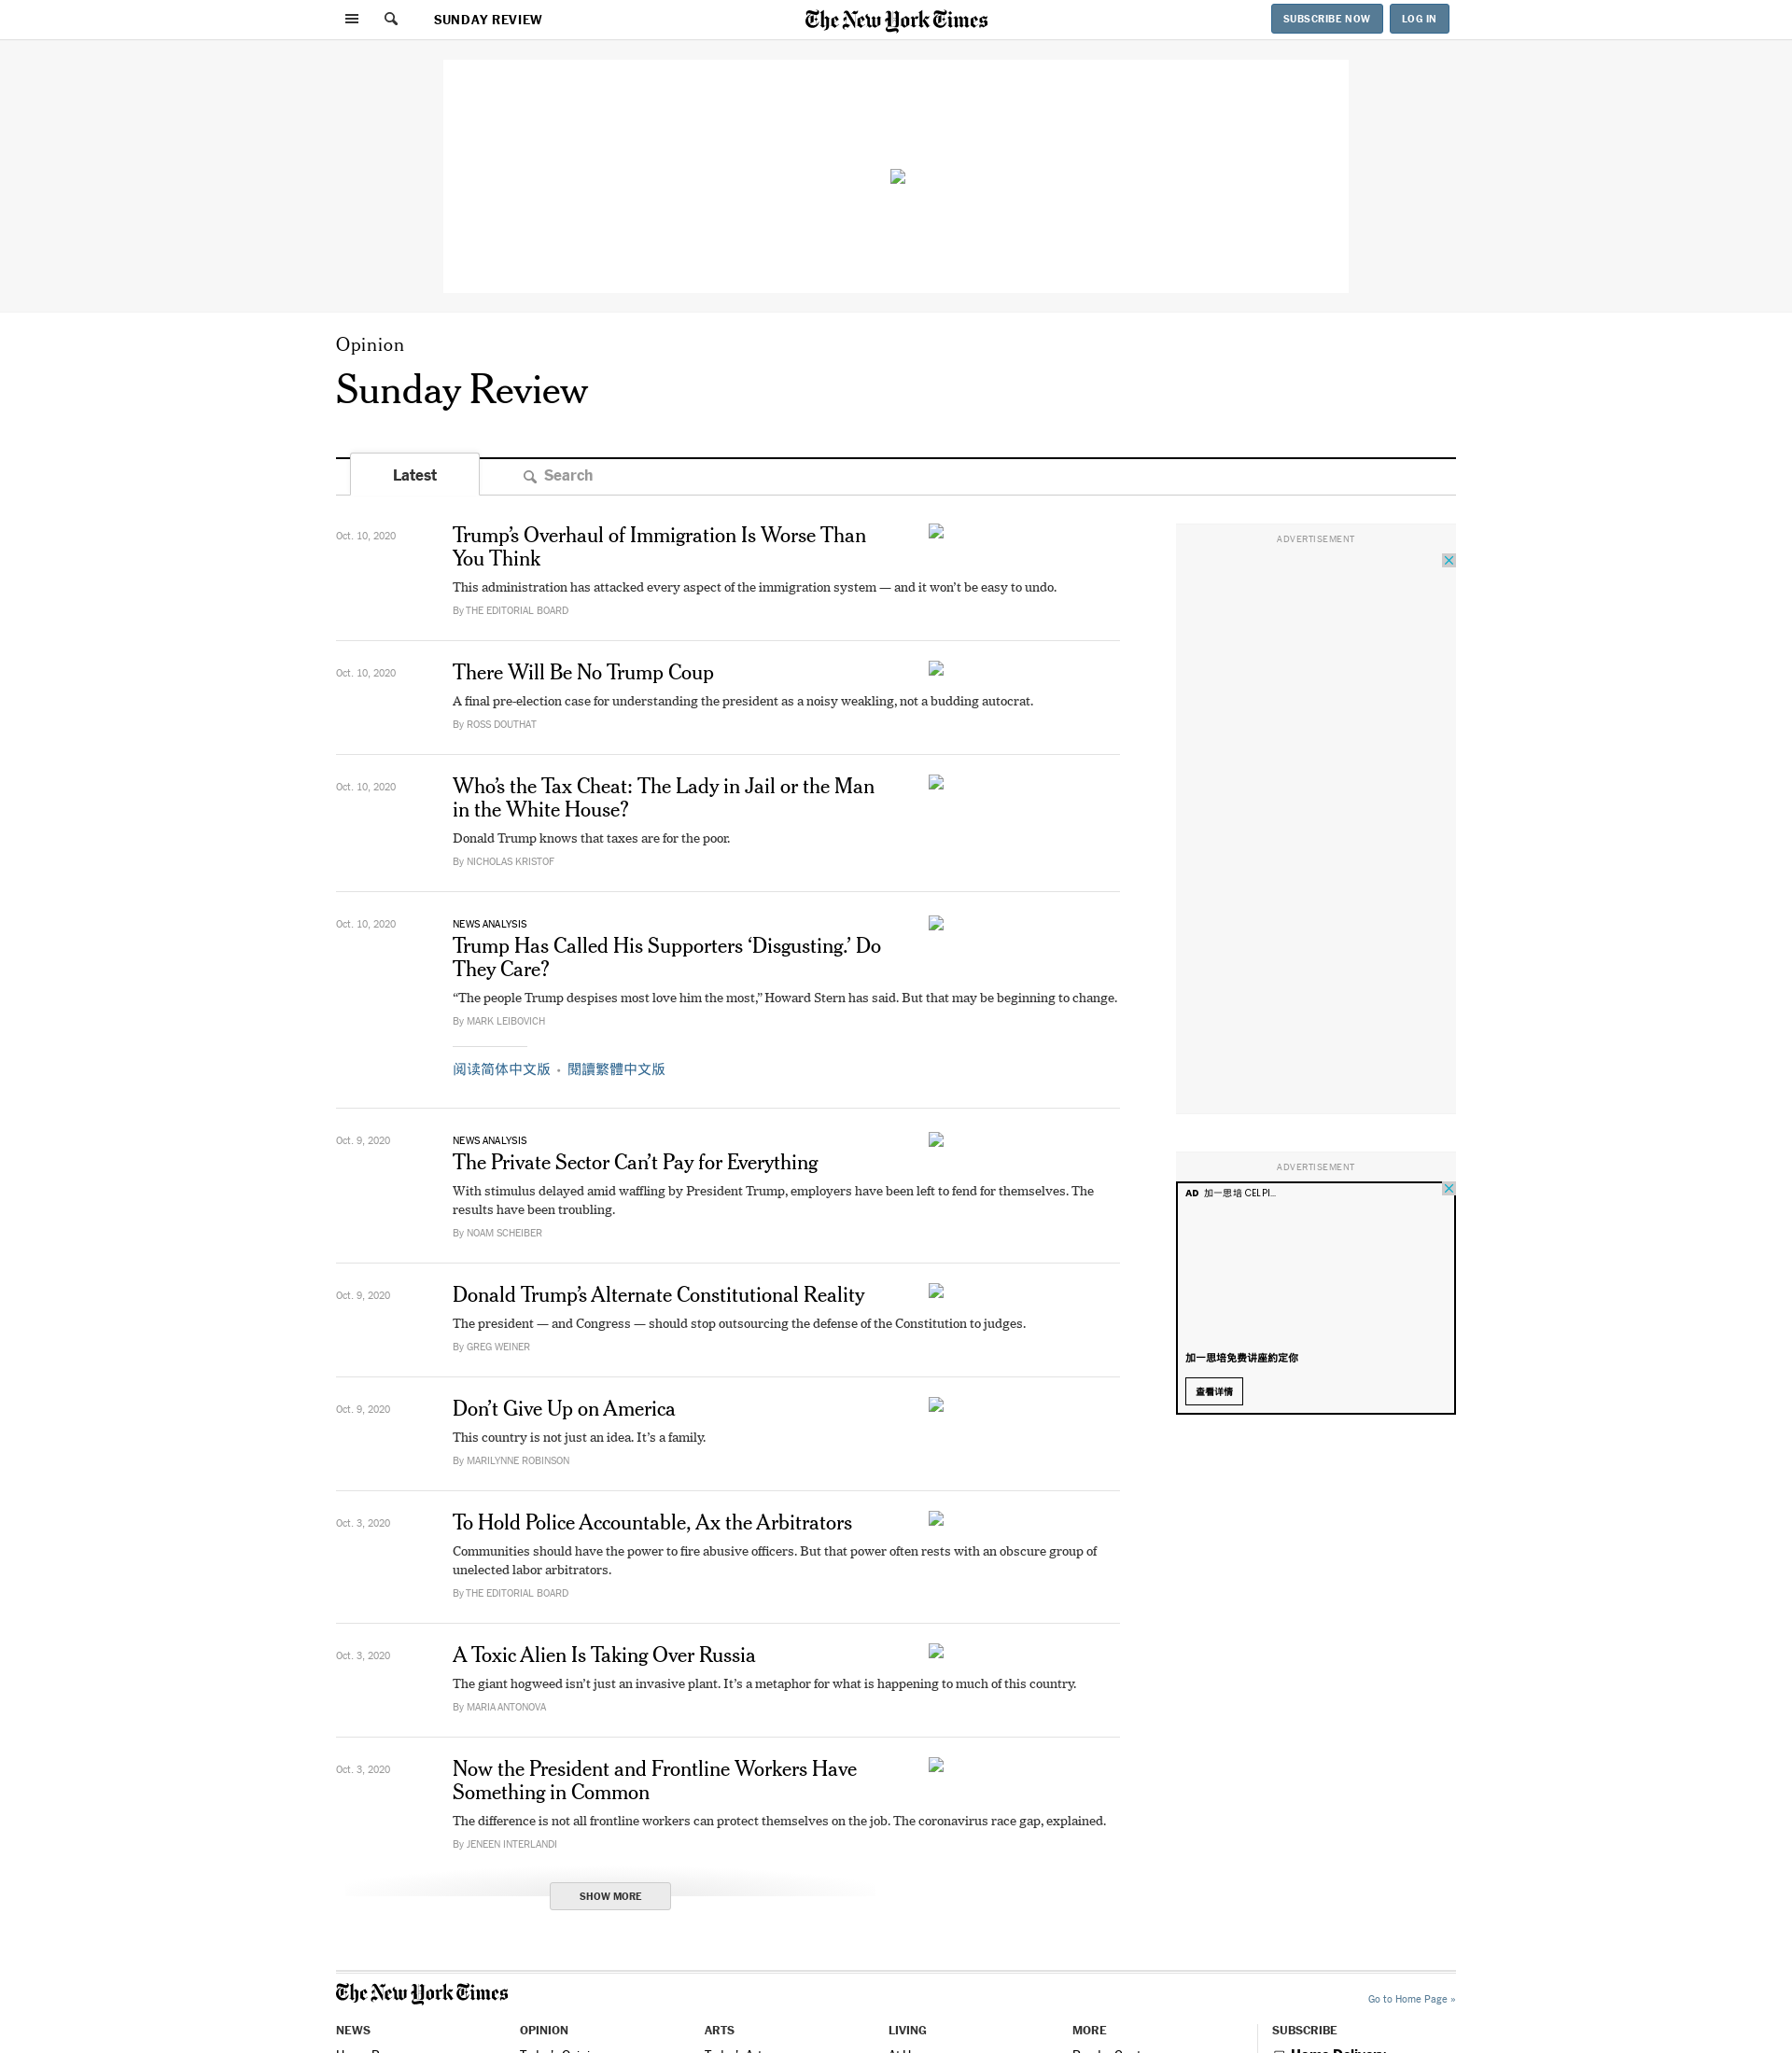 SUNDAY REVIEW
The New York Times
SUBSCRIBE NOW
LOG IN
Opinion
Sunday Review
Latest
Search
Oct. 10, 2020
Trump’s Overhaul of Immigration Is Worse Than
You Think
This administration has attacked every aspect of the immigration system — and it won’t be easy to undo.
By THE EDITORIAL BOARD
Oct. 10, 2020
There Will Be No Trump Coup
A final pre-election case for understanding the president as a noisy weakling, not a budding autocrat.
By ROSS DOUTHAT
Oct. 10, 2020
Who’s the Tax Cheat: The Lady in Jail or the Man
in the White House?
Donald Trump knows that taxes are for the poor.
By NICHOLAS KRISTOF
Oct. 10, 2020
NEWS ANALYSIS
Trump Has Called His Supporters ‘Disgusting.’ Do
They Care?
“The people Trump despises most love him the most,” Howard Stern has said. But that may be beginning to change.
By MARK LEIBOVICH
阅读简体中文版 • 閱讀繁體中文版
Oct. 9, 2020
NEWS ANALYSIS
The Private Sector Can’t Pay for Everything
With stimulus delayed amid waffling by President Trump, employers have been left to fend for themselves. The
results have been troubling.
By NOAM SCHEIBER
Oct. 9, 2020
Donald Trump’s Alternate Constitutional Reality
The president — and Congress — should stop outsourcing the defense of the Constitution to judges.
By GREG WEINER
Oct. 9, 2020
Don’t Give Up on America
This country is not just an idea. It’s a family.
By MARILYNNE ROBINSON
Oct. 3, 2020
To Hold Police Accountable, Ax the Arbitrators
Communities should have the power to fire abusive officers. But that power often rests with an obscure group of
unelected labor arbitrators.
By THE EDITORIAL BOARD
Oct. 3, 2020
A Toxic Alien Is Taking Over Russia
The giant hogweed isn’t just an invasive plant. It’s a metaphor for what is happening to much of this country.
By MARIA ANTONOVA
Oct. 3, 2020
Now the President and Frontline Workers Have
Something in Common
The difference is not all frontline workers can protect themselves on the job. The coronavirus race gap, explained.
By JENEEN INTERLANDI
SHOW MORE
ADVERTISEMENT
ADVERTISEMENT
AD 加一思培 CELPI...
加一思培免费讲座約定你
查看详情
The New York Times
Go to Home Page »
NEWS
OPINION
ARTS
LIVING
MORE
SUBSCRIBE
Home Delivery